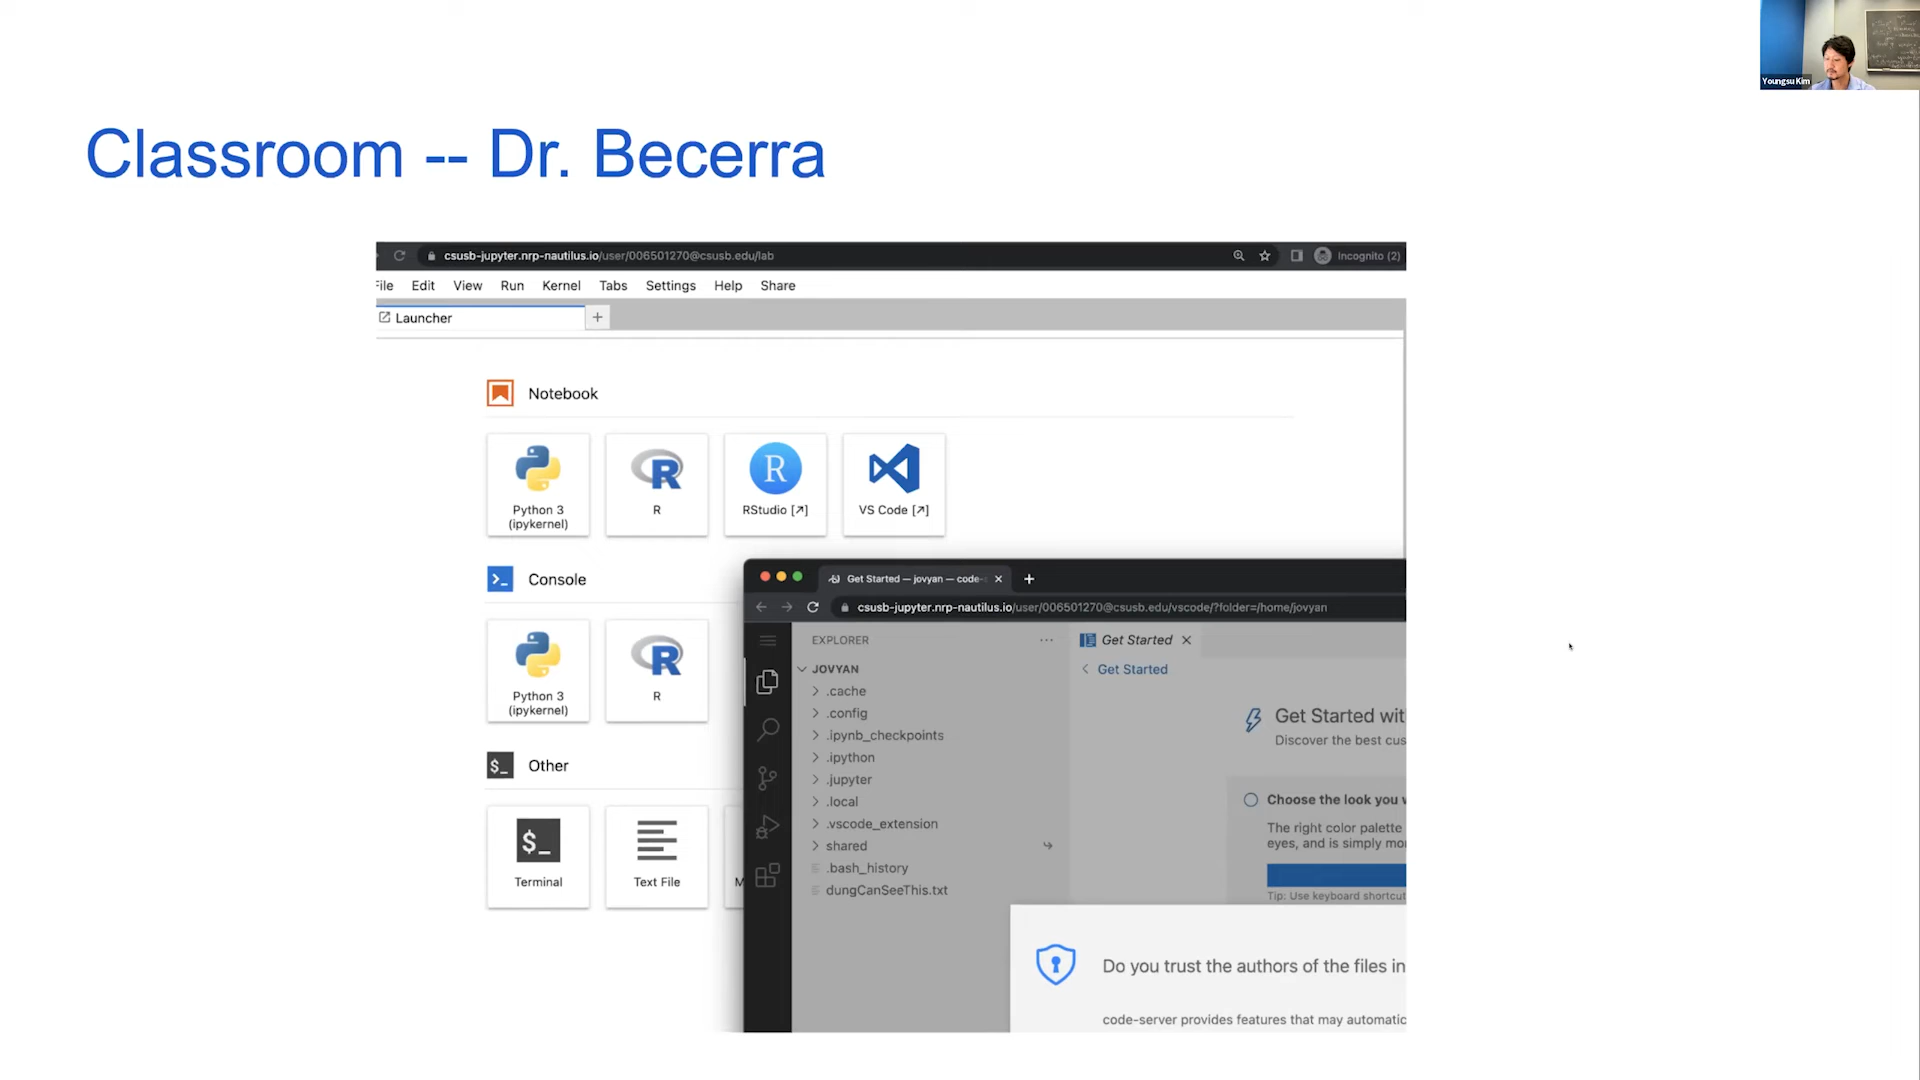 Youngsu Kim
Classroom -- Dr. Becerra
csusb-jupyter.nrp-nautilus.io/user/006501270@csusb.edu/lab
Incognito (2)
File Edit View Run Kernel Tabs Settings Help Share
Launcher
Notebook
Python 3
(ipykernel)
R
RStudio [↗]
VS Code [↗]
Console
Python 3
(ipykernel)
R
Other
$_
Terminal
Text File
M
Get Started — jovyan — code-
csusb-jupyter.nrp-nautilus.io/user/006501270@csusb.edu/vscode/?folder=/home/jovyan
EXPLORER
JOVYAN
.cache
.config
.ipynb_checkpoints
.ipython
.jupyter
.local
.vscode_extension
shared
.bash_history
dungCanSeeThis.txt
Get Started
Get Started
Get Started wit
Discover the best cus
Choose the look you w
The right color palette
eyes, and is simply mo
Tip: Use keyboard shortcut
Do you trust the authors of the files in
code-server provides features that may automatic